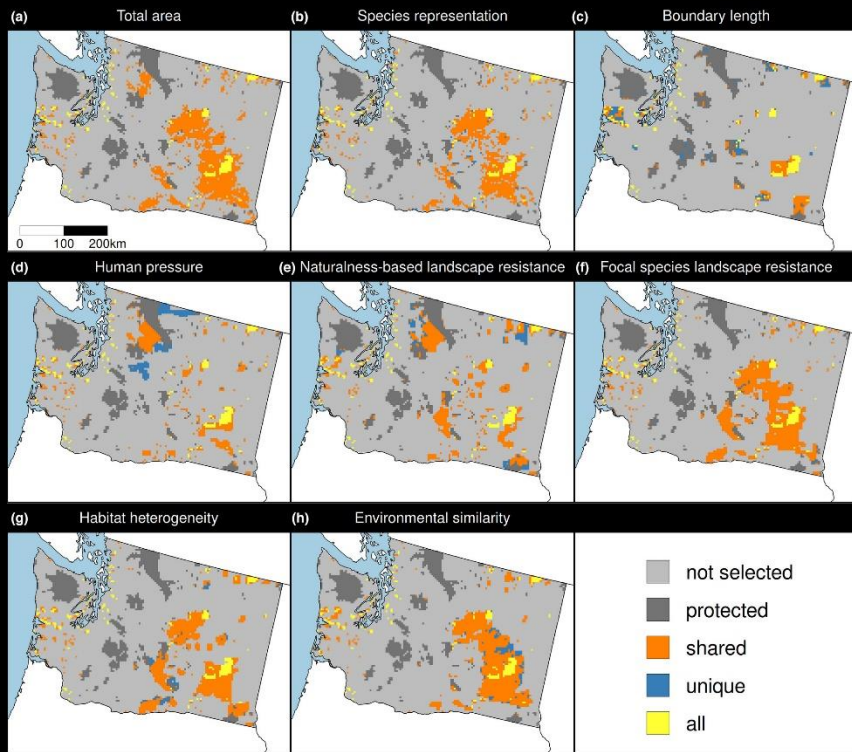 (a) Total area
(b) Species representation
(c) Boundary length
0 100 200km
(d) Human pressure
(e) Naturalness-based landscape resistance
(f) Focal species landscape resistance
(g) Habitat heterogeneity
(h) Environmental similarity
not selected
protected
shared
unique
all